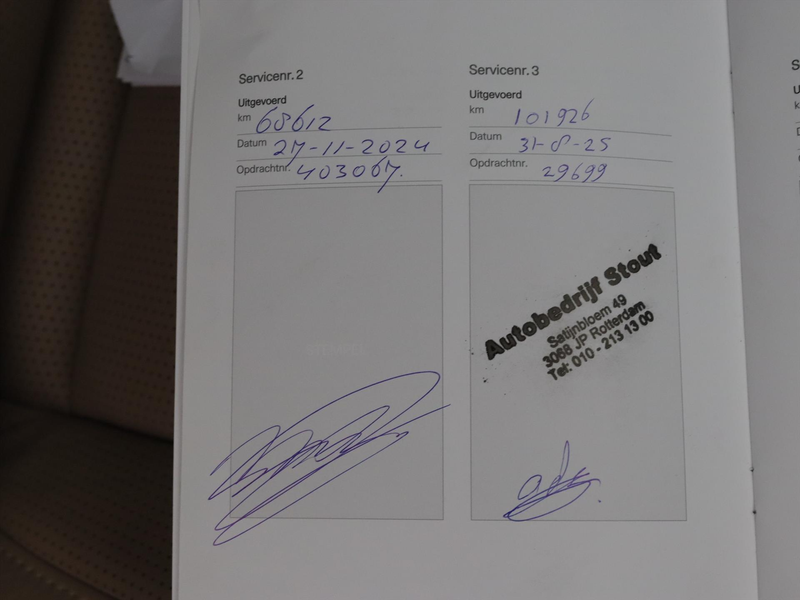 Servicenr. 2
Uitgevoerd
km 68612
Datum 27-11-2024
Opdrachtnr. 403067.
Servicenr. 3
Uitgevoerd
km 101926
Datum 31-8-25
Opdrachtnr. 29699
Autobedrijf Stout
Satijnbloem 49
3068 JP Rotterdam
Tel: 010 - 213 13 00